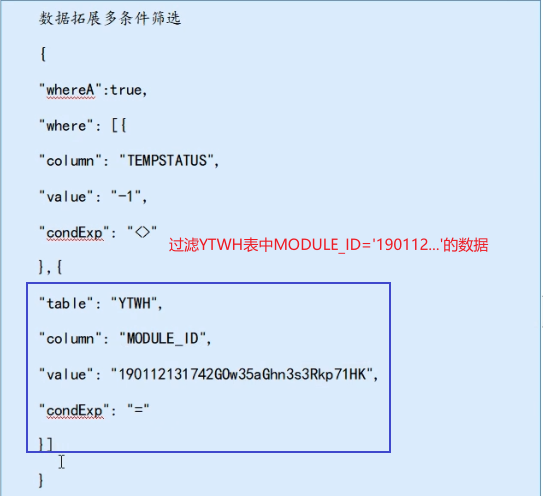 数据拓展多条件筛选
{
"whereA":true,
"where": [{
"column": "TEMPSTATUS",
"value": "-1",
"condExp": "<>"
过滤YTWH表中MODULE_ID='190112...'的数据
},{
"table": "YTWH",
"column": "MODULE_ID",
"value": "190112131742GOw35aGhn3s3Rkp71HK",
"condExp": "="
}]
}